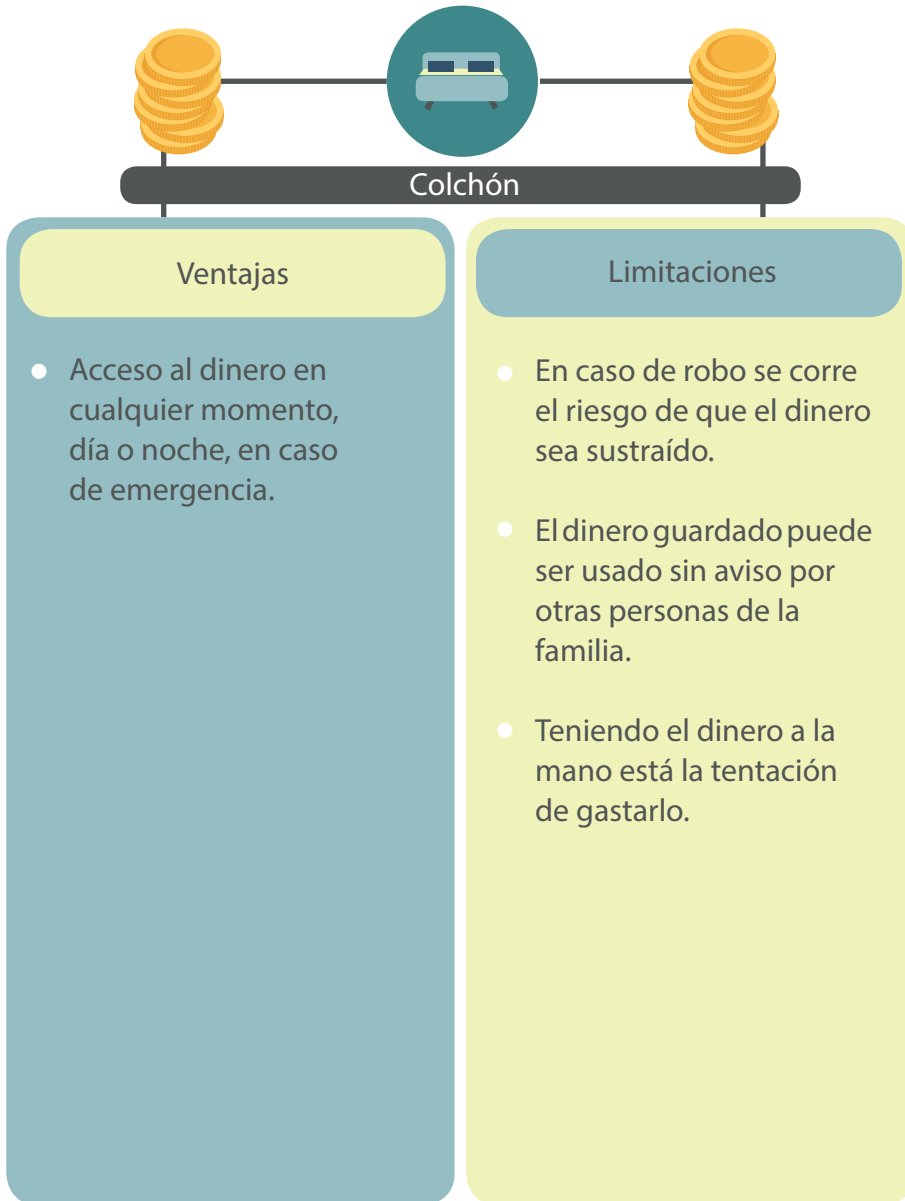 Colchón
Ventajas
Acceso al dinero en
cualquier momento,
día o noche, en caso
de emergencia.
Limitaciones
En caso de robo se corre
el riesgo de que el dinero
sea sustraído.
El dinero guardado puede
ser usado sin aviso por
otras personas de la
familia.
Teniendo el dinero a la
mano está la tentación
de gastarlo.